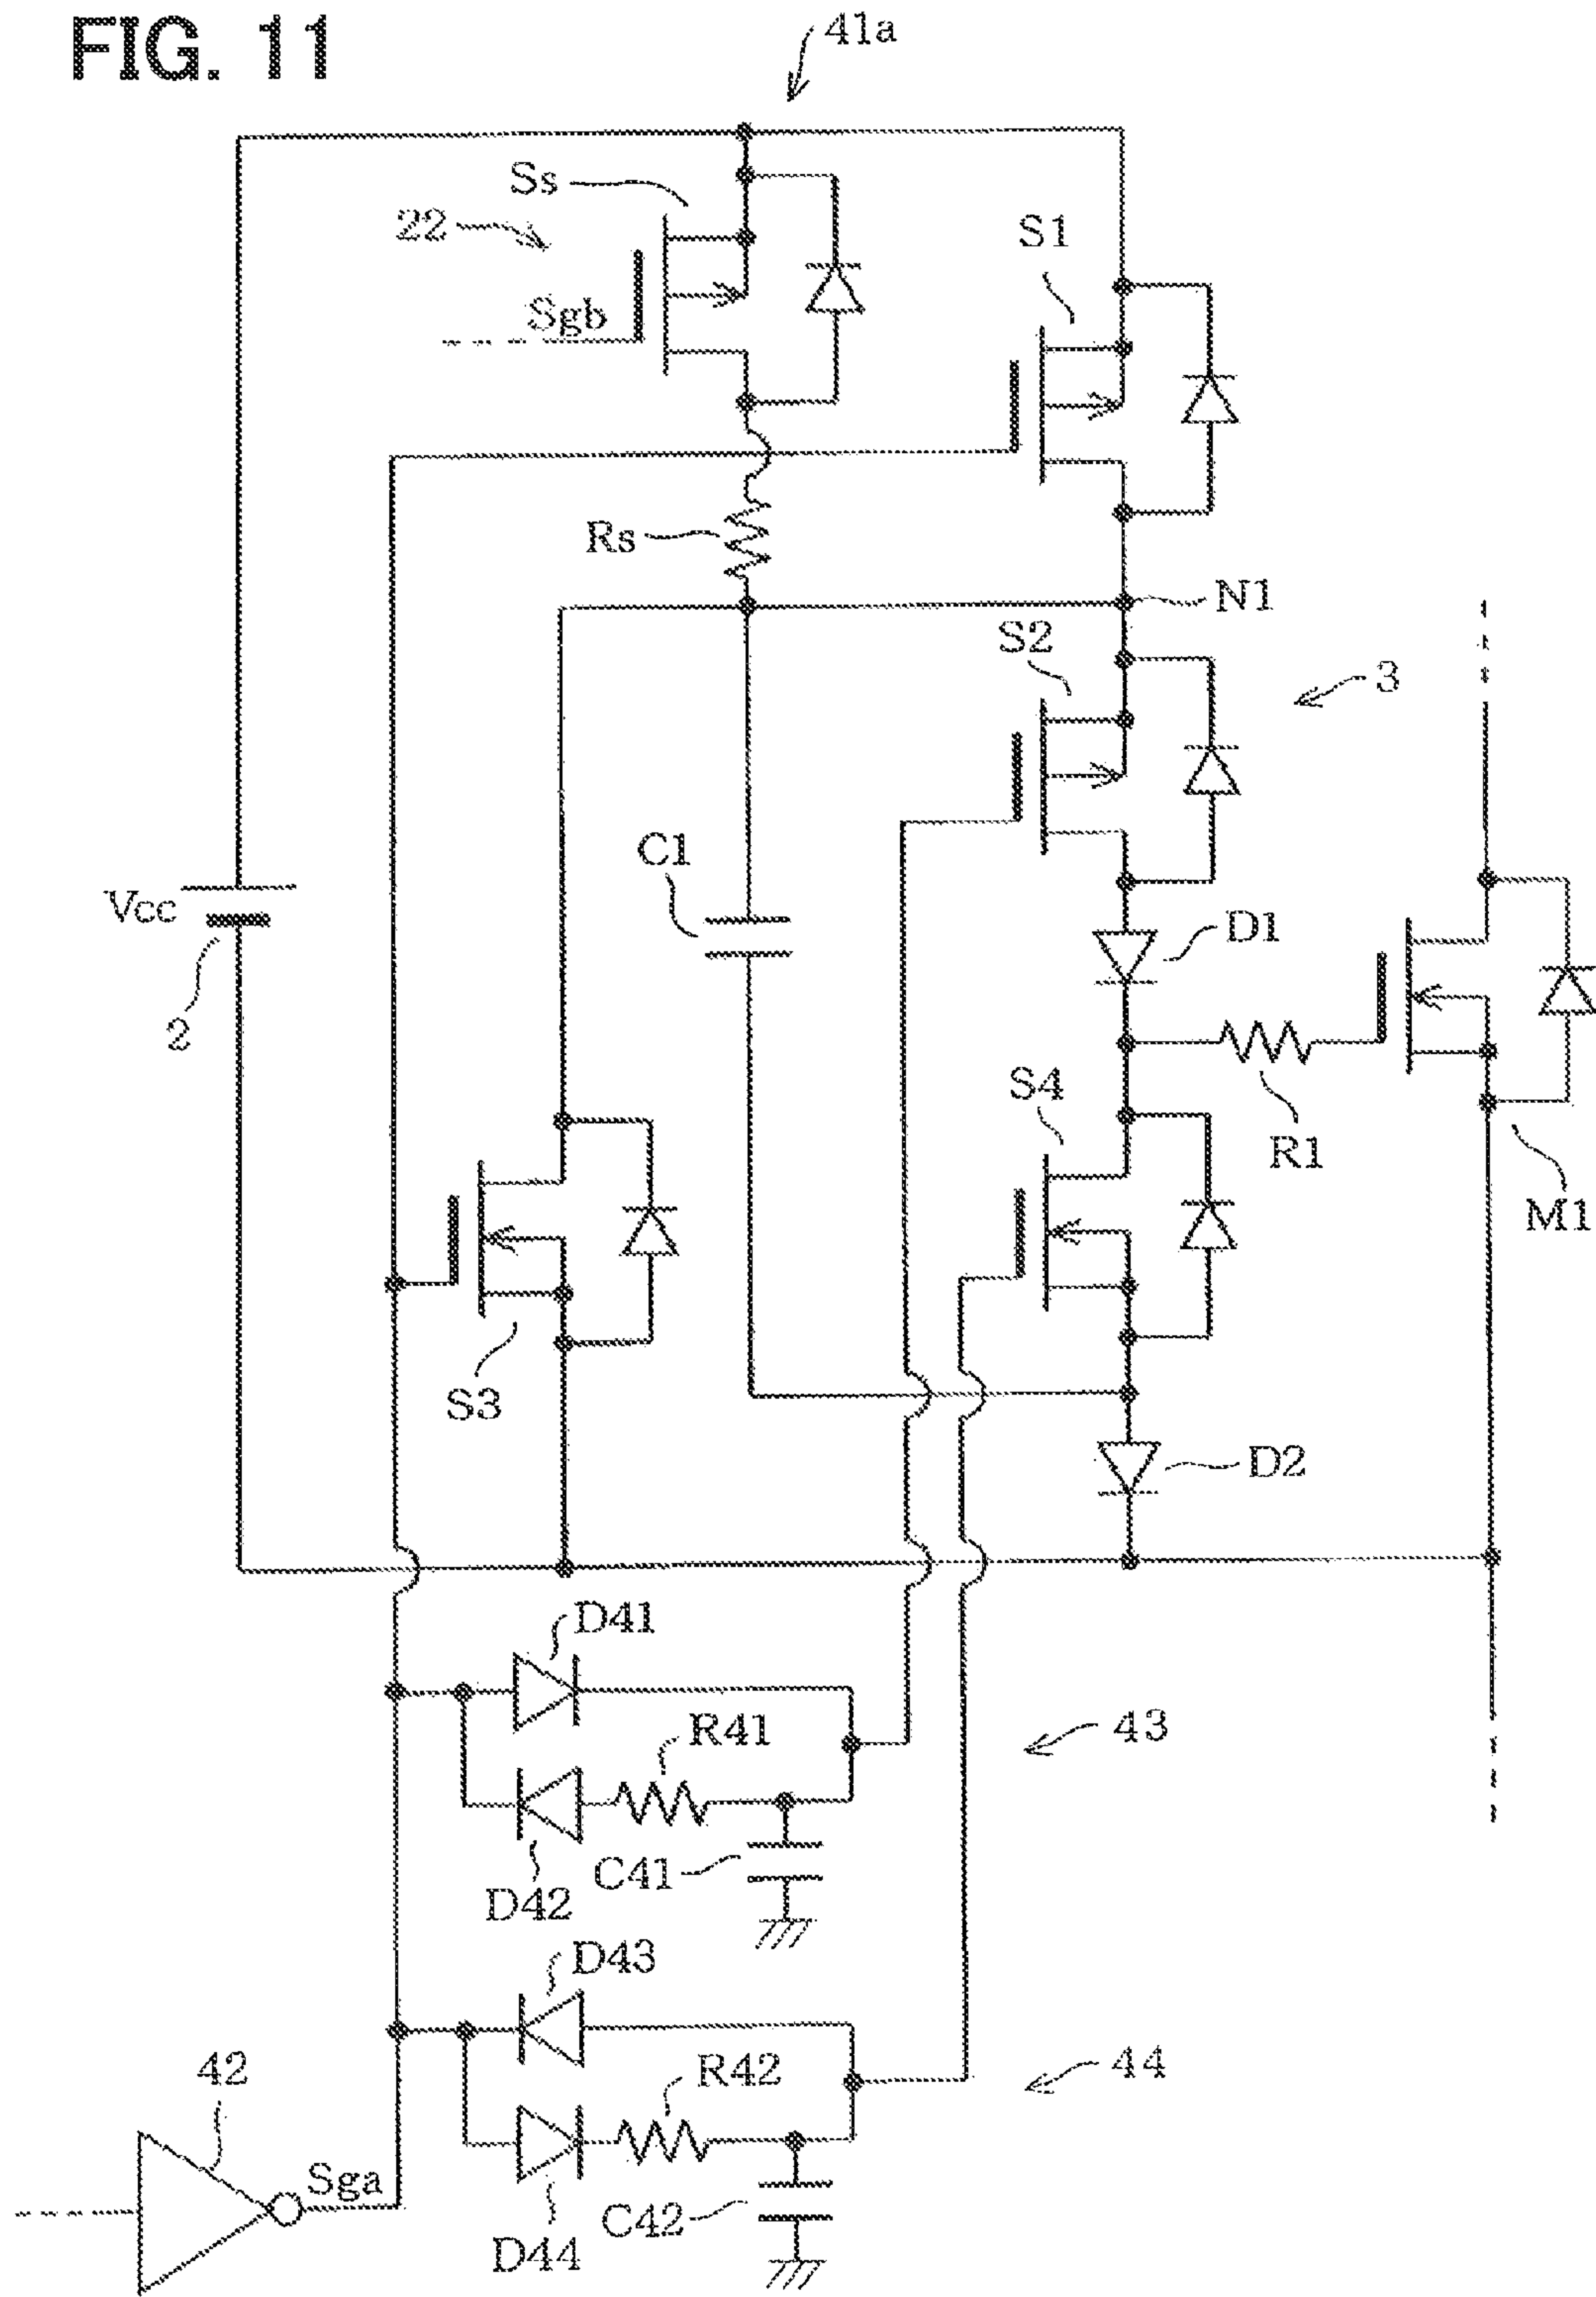 FIG. 11
41a
Ss
22
S1
Sgb
Rs
N1
S2
3
C1
Vcc
D1
2
S4
R1
M1
S3
D2
D41
R41
43
C41
D42
D43
42
R42
44
Sga
C42
D44